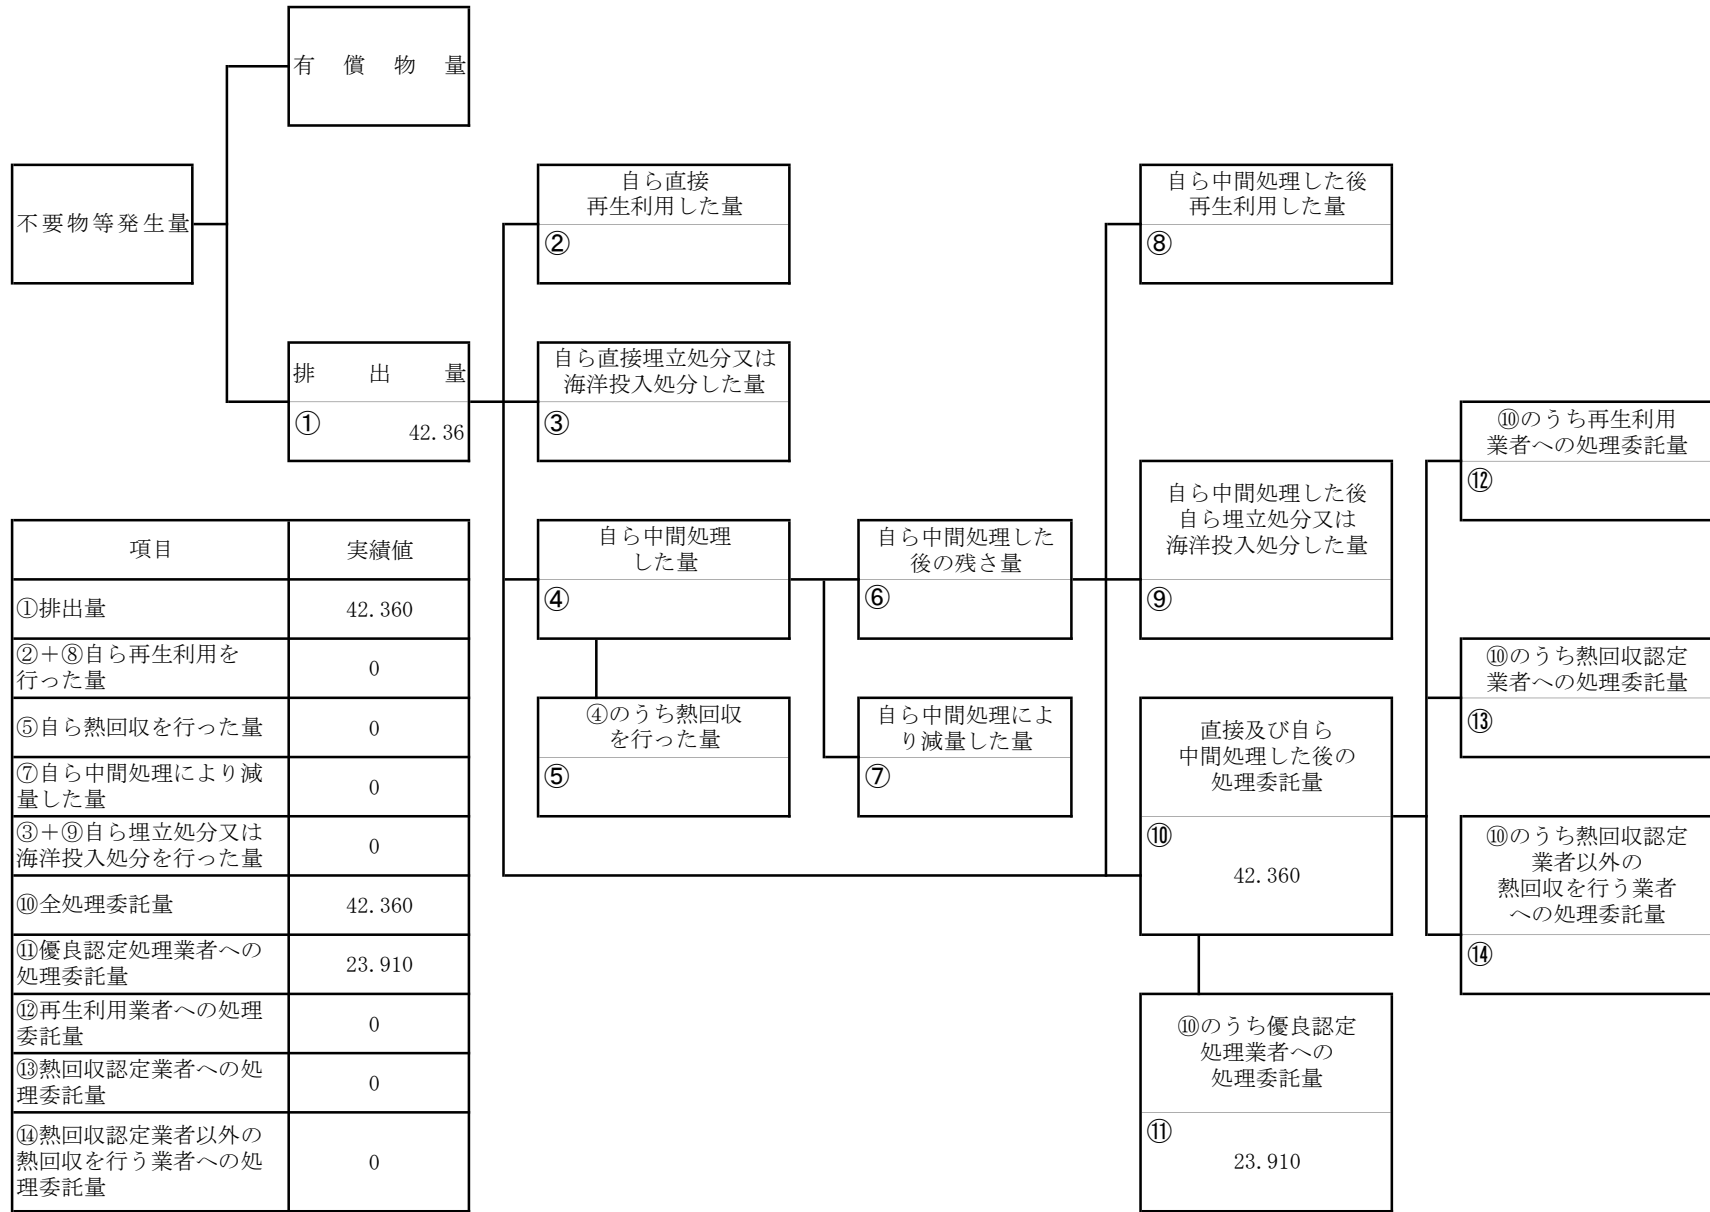 有償物量
不要物等発生量
排出量
①
42.36
自ら直接
再生利用した量
②
自ら直接埋立処分又は
海洋投入処分した量
③
自ら中間処理
した量
④
④のうち熱回収
を行った量
⑤
自ら中間処理した
後の残さ量
⑥
自ら中間処理によ
り減量した量
⑦
自ら中間処理した後
再生利用した量
⑧
自ら中間処理した後
自ら埋立処分又は
海洋投入処分した量
⑨
直接及び自ら
中間処理した後の
処理委託量
⑩
42.360
⑩のうち優良認定
処理業者への
処理委託量
⑪
23.910
⑩のうち再生利用
業者への処理委託量
⑫
⑩のうち熱回収認定
業者への処理委託量
⑬
⑩のうち熱回収認定
業者以外の
熱回収を行う業者
への処理委託量
⑭
項目 実績値
①排出量 42.360
②＋⑧自ら再生利用を
行った量 0
⑤自ら熱回収を行った量 0
⑦自ら中間処理により減
量した量 0
③＋⑨自ら埋立処分又は
海洋投入処分を行った量 0
⑩全処理委託量 42.360
⑪優良認定処理業者への
処理委託量 23.910
⑫再生利用業者への処理
委託量 0
⑬熱回収認定業者への処
理委託量 0
⑭熱回収認定業者以外の
熱回収を行う業者への処
理委託量 0